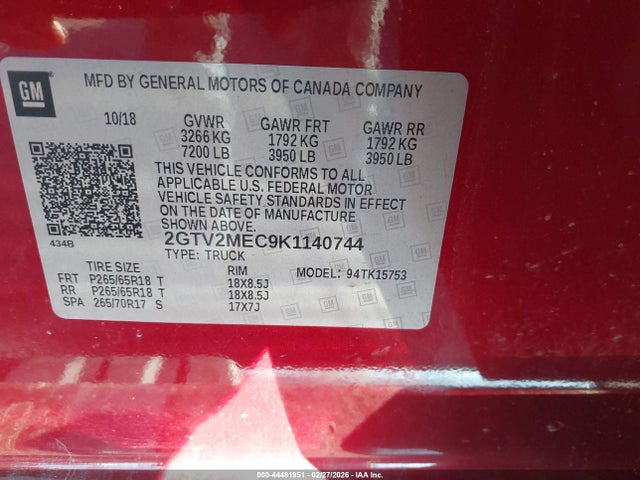 GM
MFD BY GENERAL MOTORS OF CANADA COMPANY
10/18 GVWR GAWR FRT GAWR RR
3266 KG 1792 KG 1792 KG
7200 LB 3950 LB 3950 LB
THIS VEHICLE CONFORMS TO ALL
APPLICABLE U.S. FEDERAL MOTOR
VEHICLE SAFETY STANDARDS IN EFFECT
ON THE DATE OF MANUFACTURE
SHOWN ABOVE.
434B 2GTV2MEC9K1140744
TYPE: TRUCK
TIRE SIZE RIM MODEL: 94TK15753
FRT P265/65R18 T 18X8.5J
RR P265/65R18 T 18X8.5J
SPA 265/70R17 S 17X7J
000-44481951 - 02/27/2026 - IAA Inc.